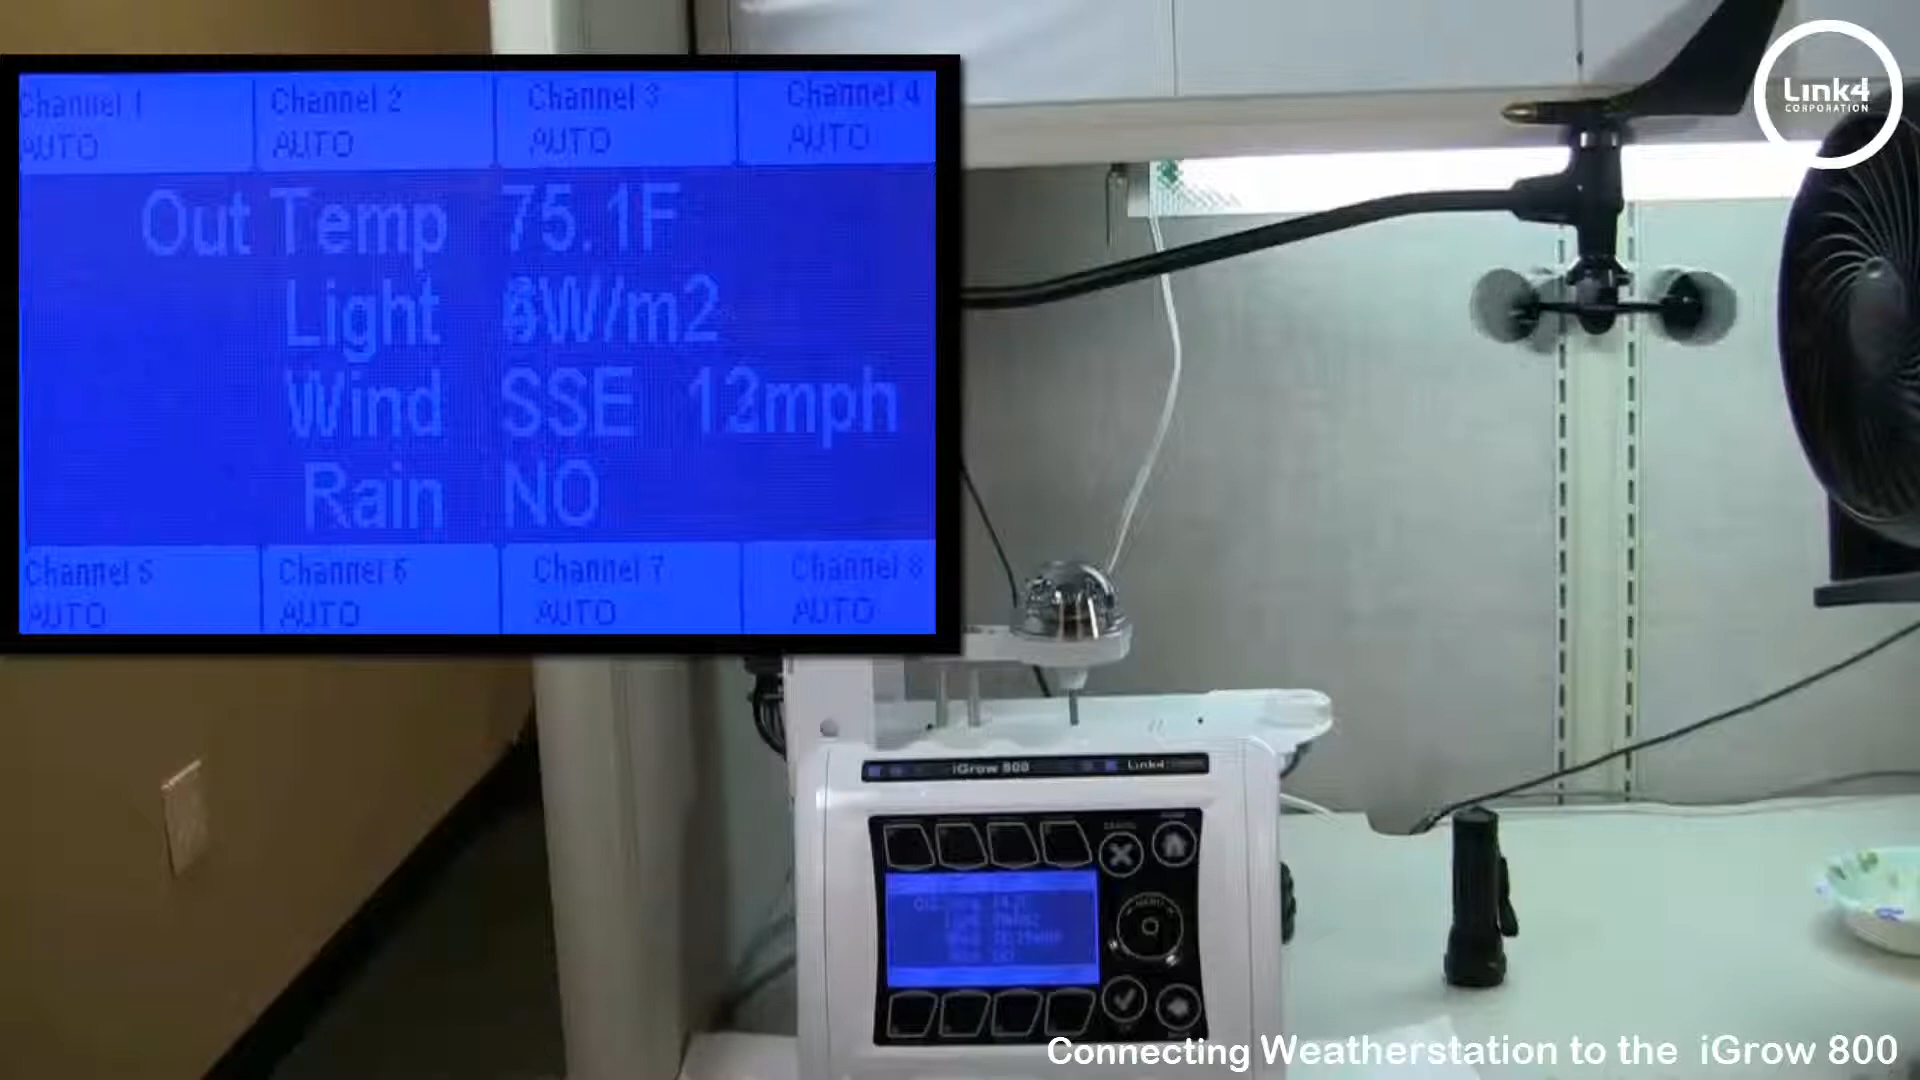 Channel 1
AUTO
Channel 2
AUTO
Channel 3
AUTO
Channel 4
AUTO
Out Temp 75.1F
Light W/m2
Wind SSE 12mph
Rain NO
Channel 5
AUTO
Channel 6
AUTO
Channel 7
AUTO
Channel 8
AUTO
Link4
CORPORATION
iGrow 800
Link4
Connecting Weatherstation to the iGrow 800